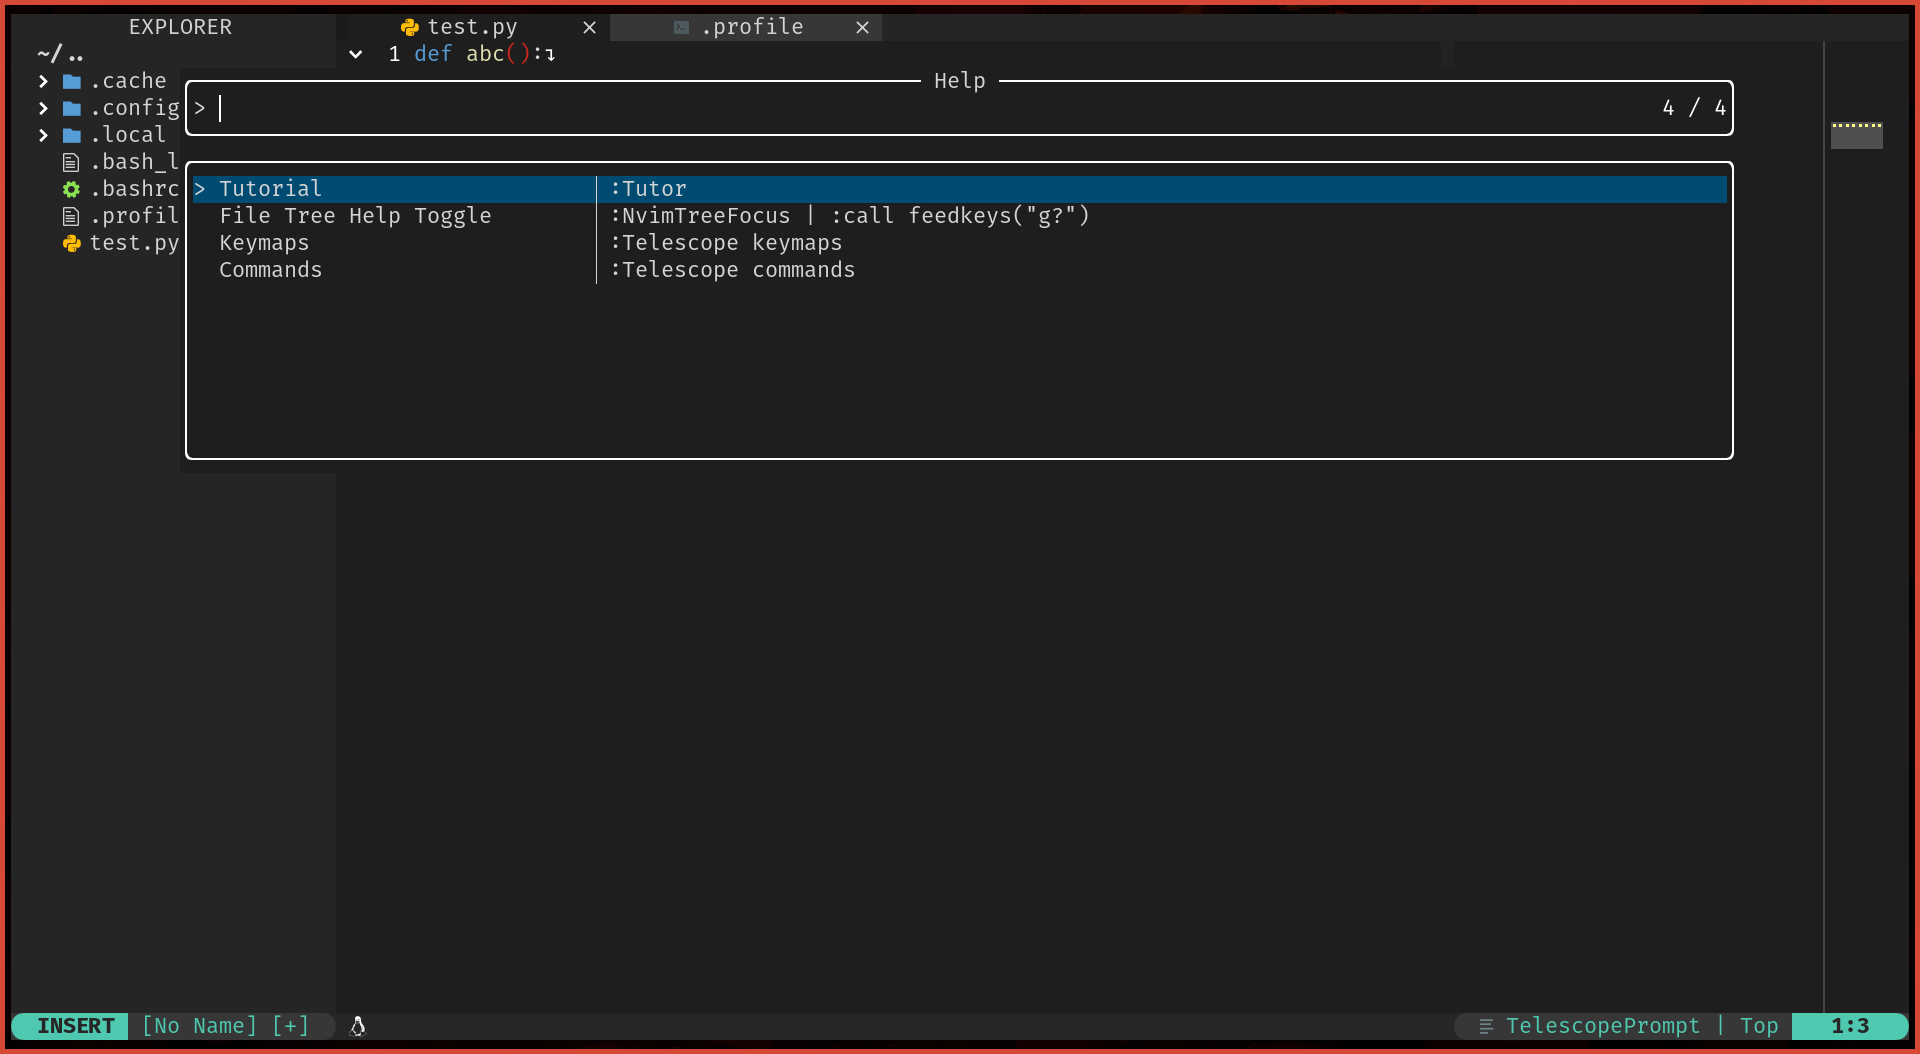 EXPLORER test.py × .profile ×
~/.. 1 def abc():↴
> .cache Help
> .config > 4 / 4
> .local
.bash_l
.bashrc > Tutorial │ :Tutor
.profil File Tree Help Toggle │ :NvimTreeFocus | :call feedkeys("g?")
test.py Keymaps │ :Telescope keymaps
Commands │ :Telescope commands
INSERT [No Name] [+] TelescopePrompt | Top 1:3